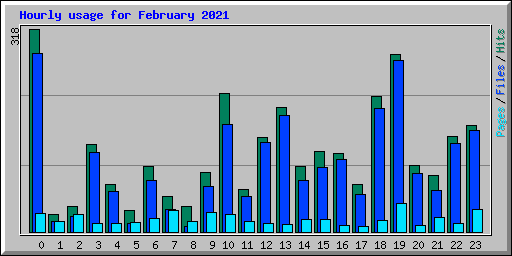 Hourly usage for February 2021
318
Pages / Files / Hits
0 1 2 3 4 5 6 7 8 9 10 11 12 13 14 15 16 17 18 19 20 21 22 23